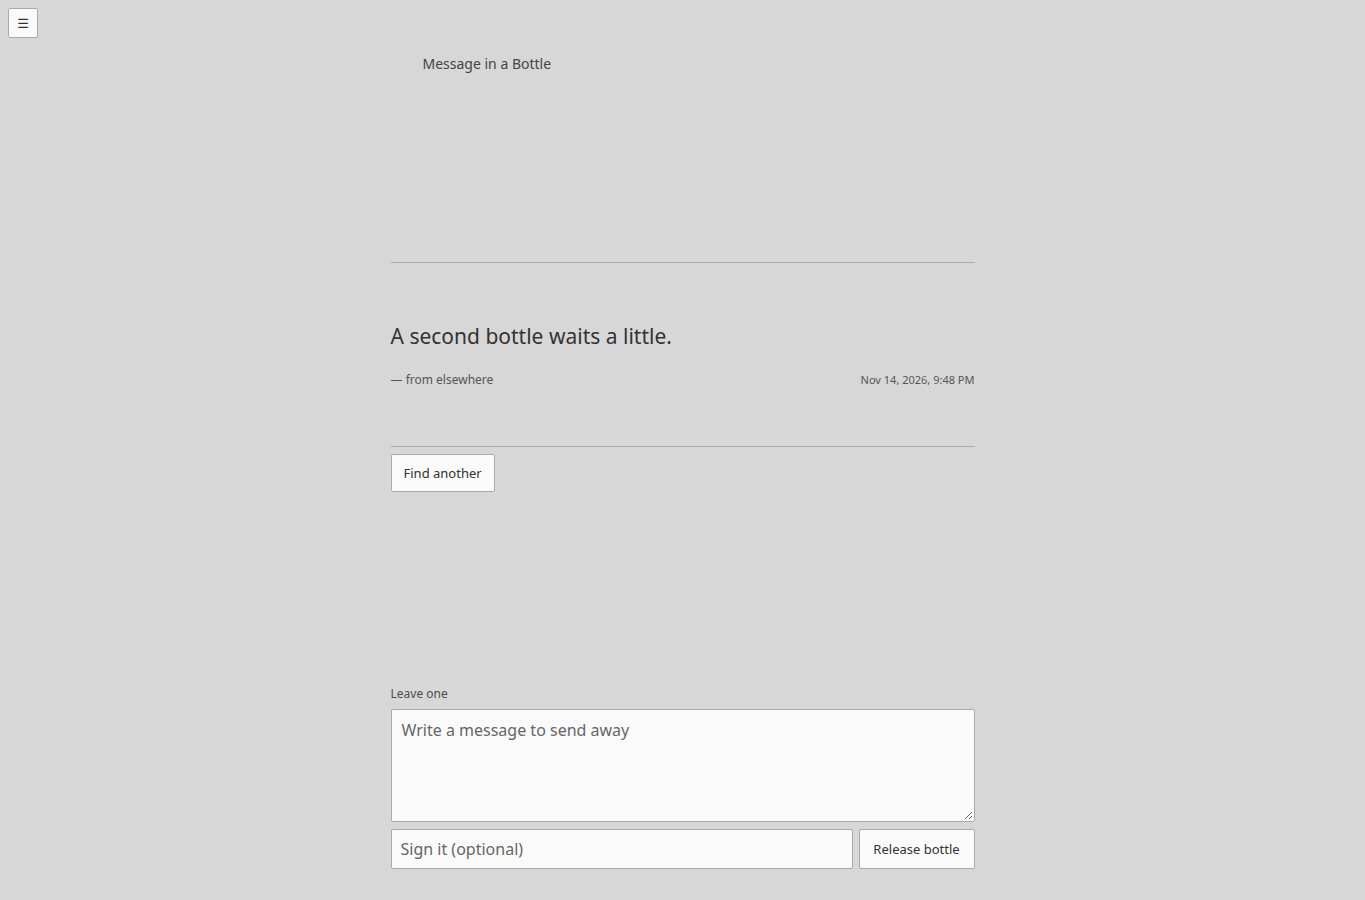 ☰
Message in a Bottle
A second bottle waits a little.
— from elsewhere
Nov 14, 2026, 9:48 PM
Find another
Leave one
Write a message to send away
Sign it (optional)
Release bottle